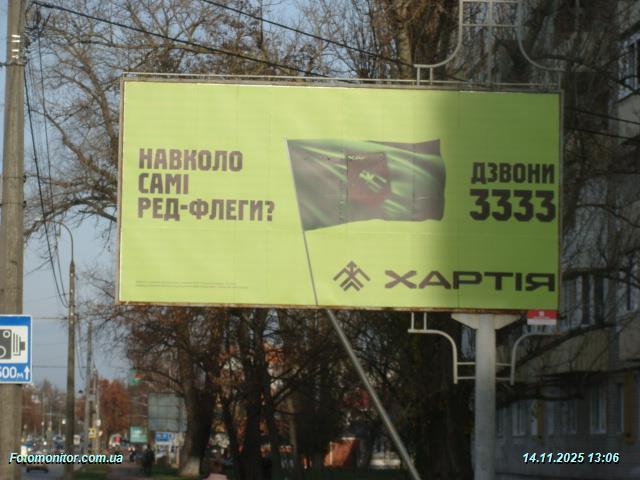 НАВКОЛО
САМІ
РЕД-ФЛЕГИ?
ДЗВОНИ
3333
ХАРТІЯ
500м
Fotomonitor.com.ua
14.11.2025 13:06